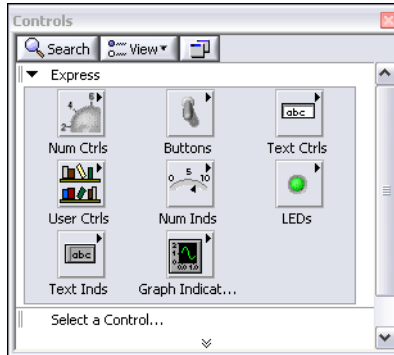 Controls
Search View
Express
Num Ctrls Buttons Text Ctrls
User Ctrls Num Inds LEDs
Text Inds Graph Indicat...
Select a Control...